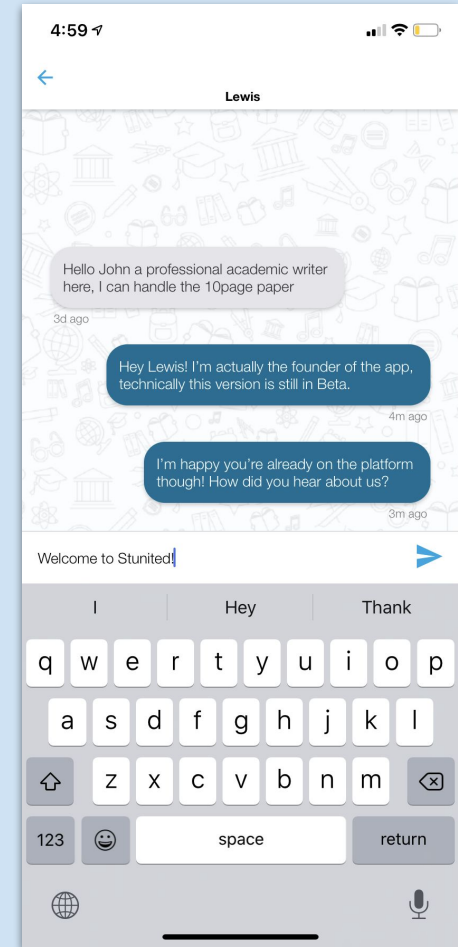 4:59
Lewis
Hello John a professional academic writer
here, I can handle the 10page paper
3d ago
Hey Lewis! I'm actually the founder of the app,
technically this version is still in Beta.
4m ago
I'm happy you're already on the platform
though! How did you hear about us?
3m ago
Welcome to Stunited!
I Hey Thank
q w e r t y u i o p
a s d f g h j k l
z x c v b n m
123 space return